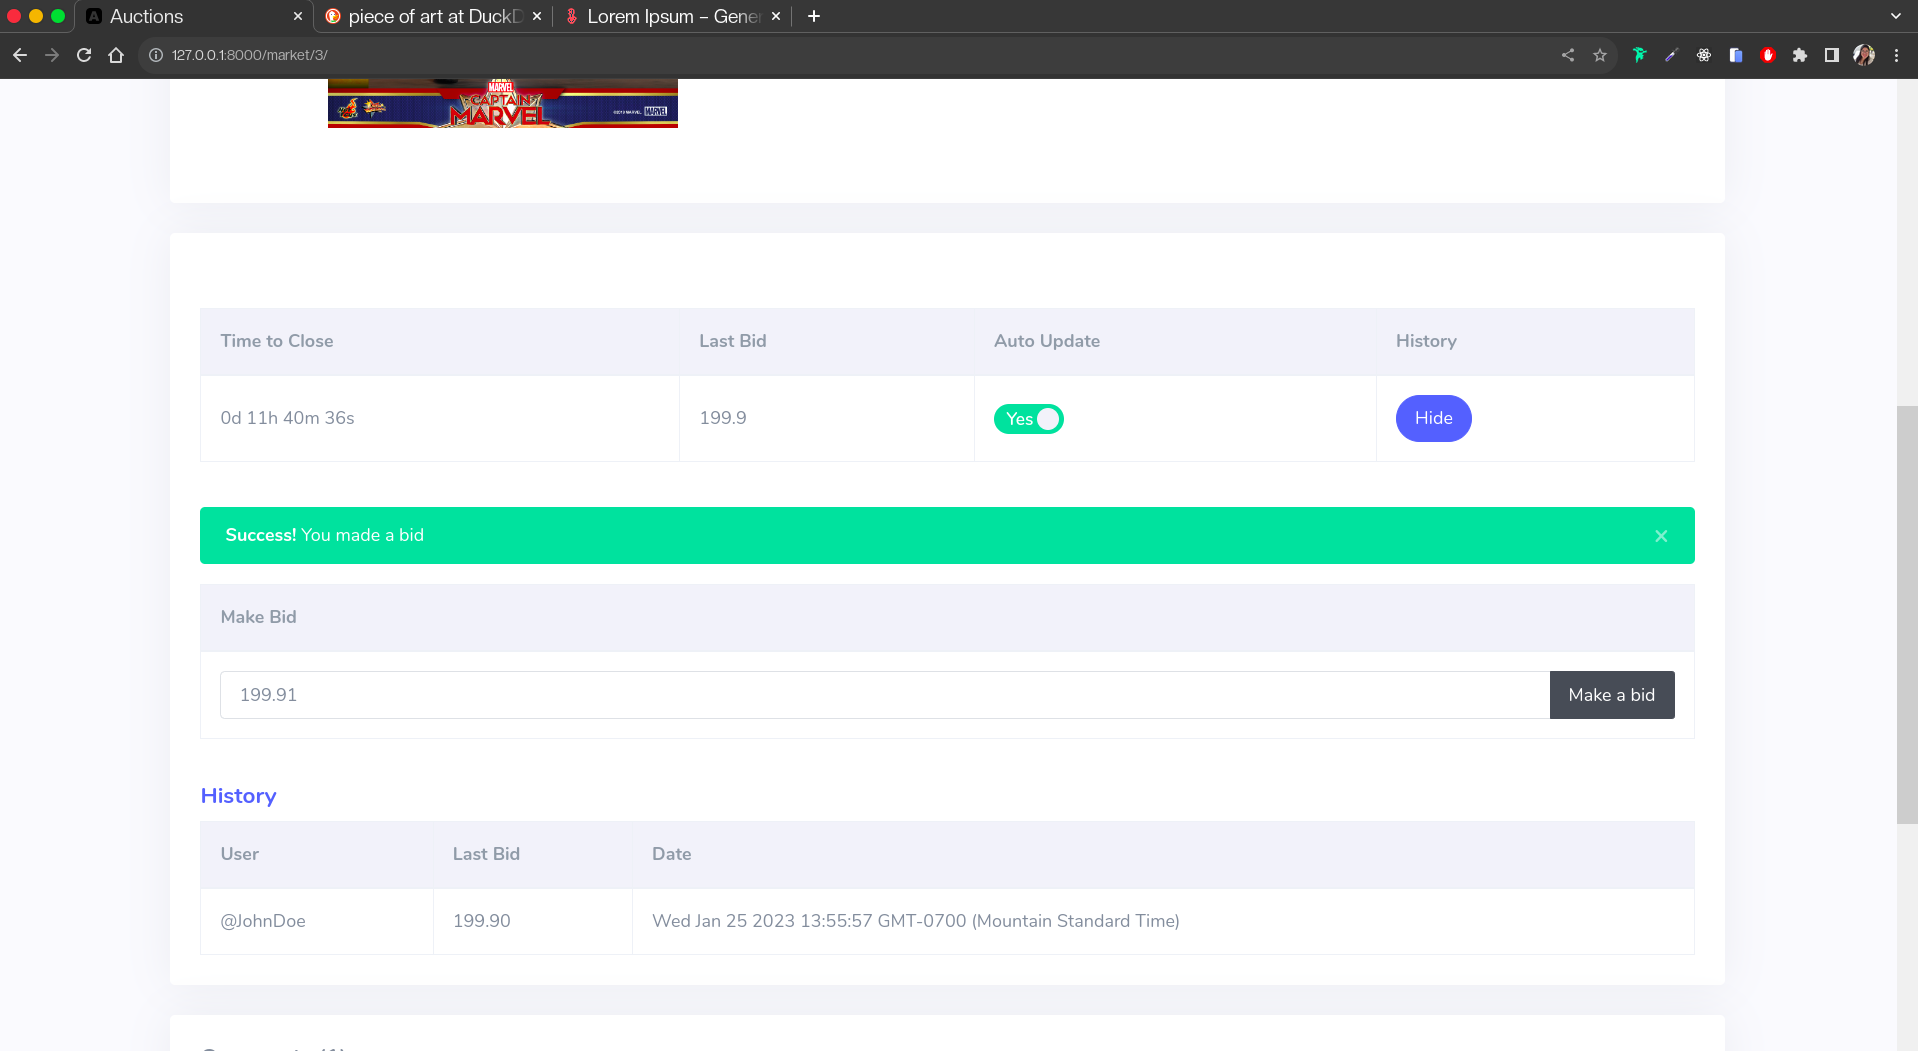 Auctions
piece of art at DuckD
Lorem Ipsum – Gener
127.0.0.1:8000/market/3/
MARVEL
CAPTAIN
MARVEL
MARVEL
Time to Close Last Bid Auto Update History
0d 11h 40m 36s 199.9 Yes Hide
Success! You made a bid ×
Make Bid
199.91 Make a bid
History
User Last Bid Date
@JohnDoe 199.90 Wed Jan 25 2023 13:55:57 GMT-0700 (Mountain Standard Time)